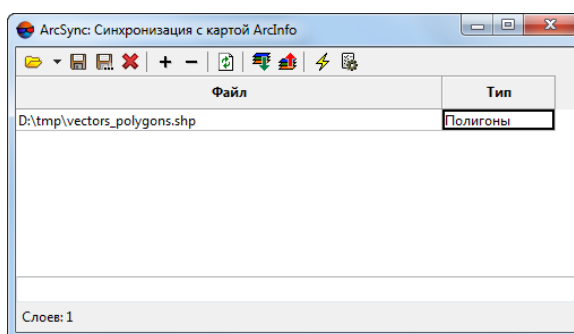 ArcSync: Синхронизация с картой ArcInfo
Файл Тип
D:\tmp\vectors_polygons.shp Полигоны
Слоев: 1